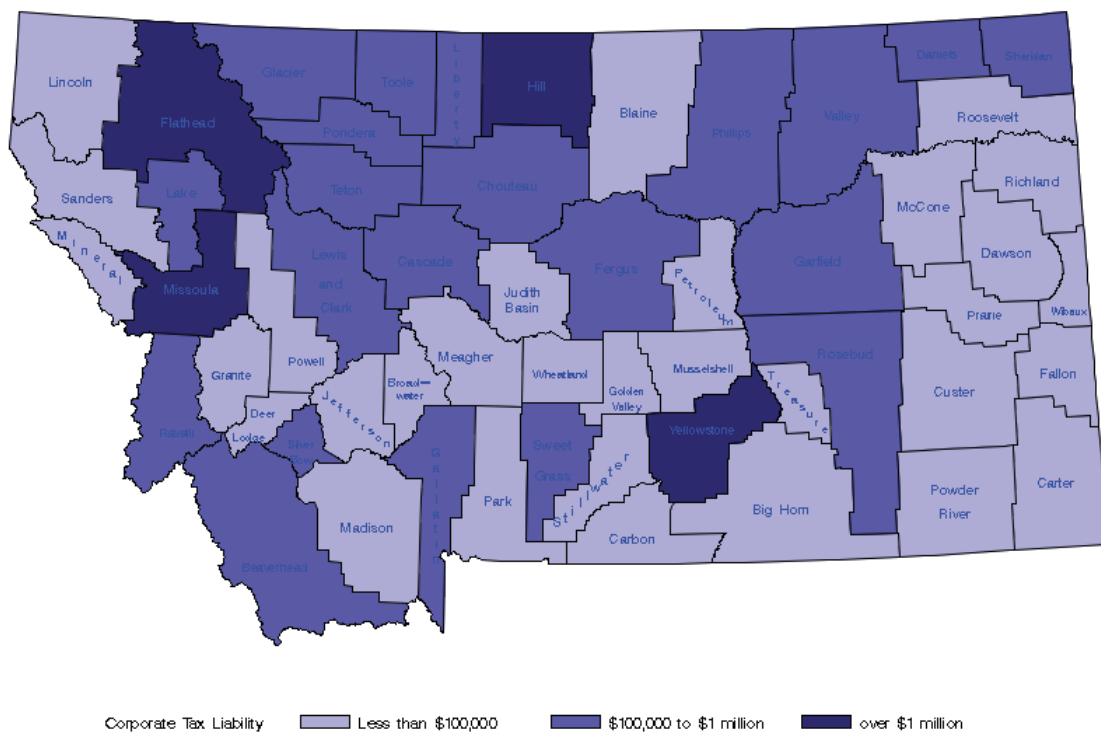 Lincoln
Flathead
Glacier
Toole
Liberty
Hill
Blaine
Phillips
Valley
Daniels
Sheridan
Roosevelt
Pondera
Teton
Chouteau
Richland
McCone
Dawson
Sanders
Lake
Mineral
Missoula
Lewis
and
Clark
Cascade
Judith
Basin
Fergus
Petroleum
Garfield
Prarie
Wibaux
Powell
Granite
Meagher
Wheatland
Golden
Valley
Musselshell
Treasure
Rosebud
Custer
Fallon
Broad-
water
Jefferson
Deer
Lodge
Silver
Bow
Ravalli
Gallatin
Sweet
Grass
Stillwater
Yellowstone
Park
Madison
Beaverhead
Carbon
Big Horn
Powder
River
Carter
Corporate Tax Liability Less than $100,000 $100,000 to $1 million over $1 million